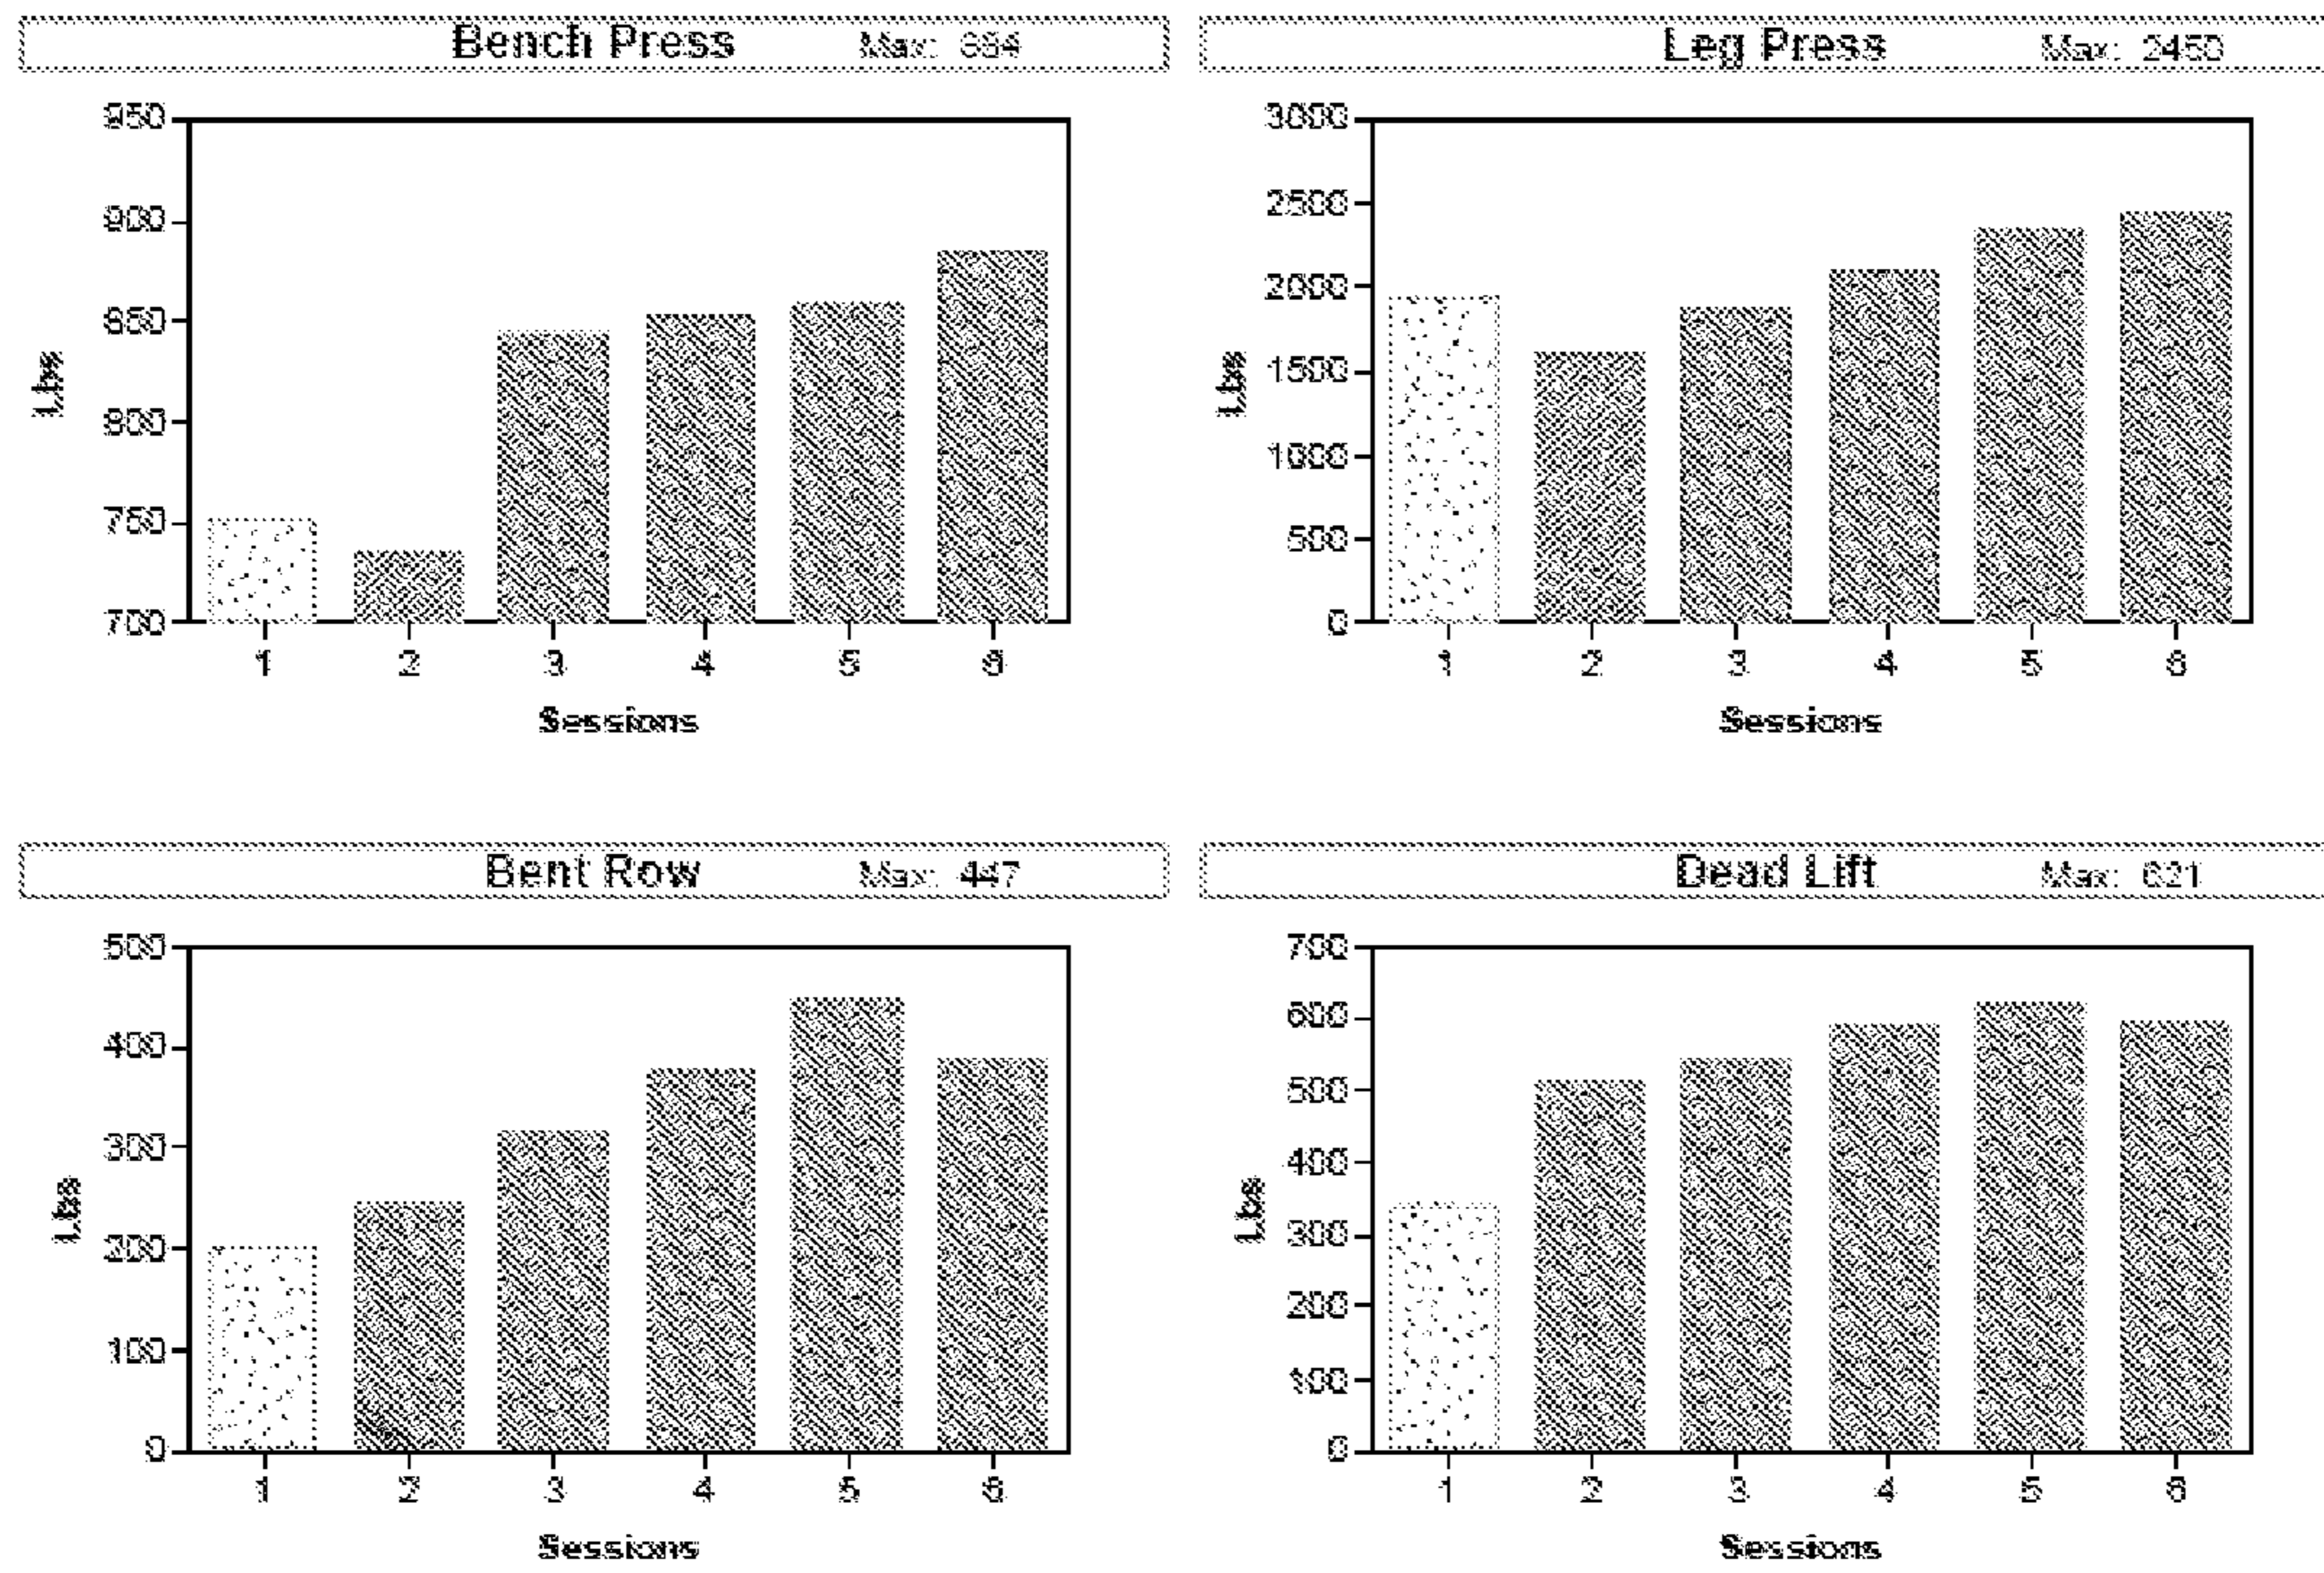 Bench Press Max: 884
Leg Press Max: 2450
950
900
850
800
750
700
Lbs
1 2 3 4 5 6
Sessions
3000
2500
2000
1500
1000
500
0
Lbs
1 2 3 4 5 6
Sessions
Bent Row Max: 447
Dead Lift Max: 621
500
400
300
200
100
0
Lbs
1 2 3 4 5 6
Sessions
700
600
500
400
300
200
100
0
Lbs
1 2 3 4 5 6
Sessions